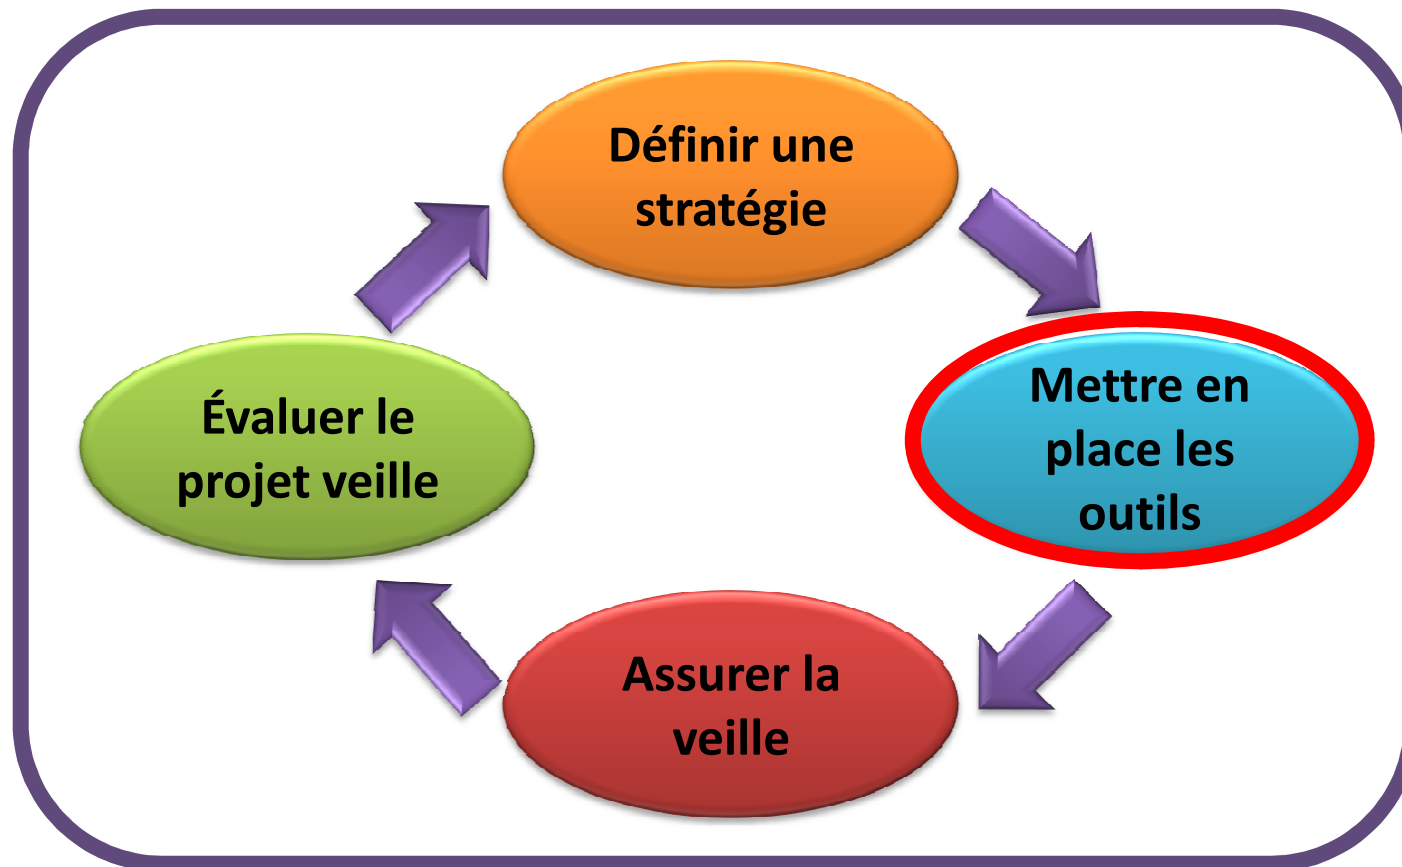 Définir une
stratégie
Mettre en
place les
outils
Assurer la
veille
Évaluer le
projet veille